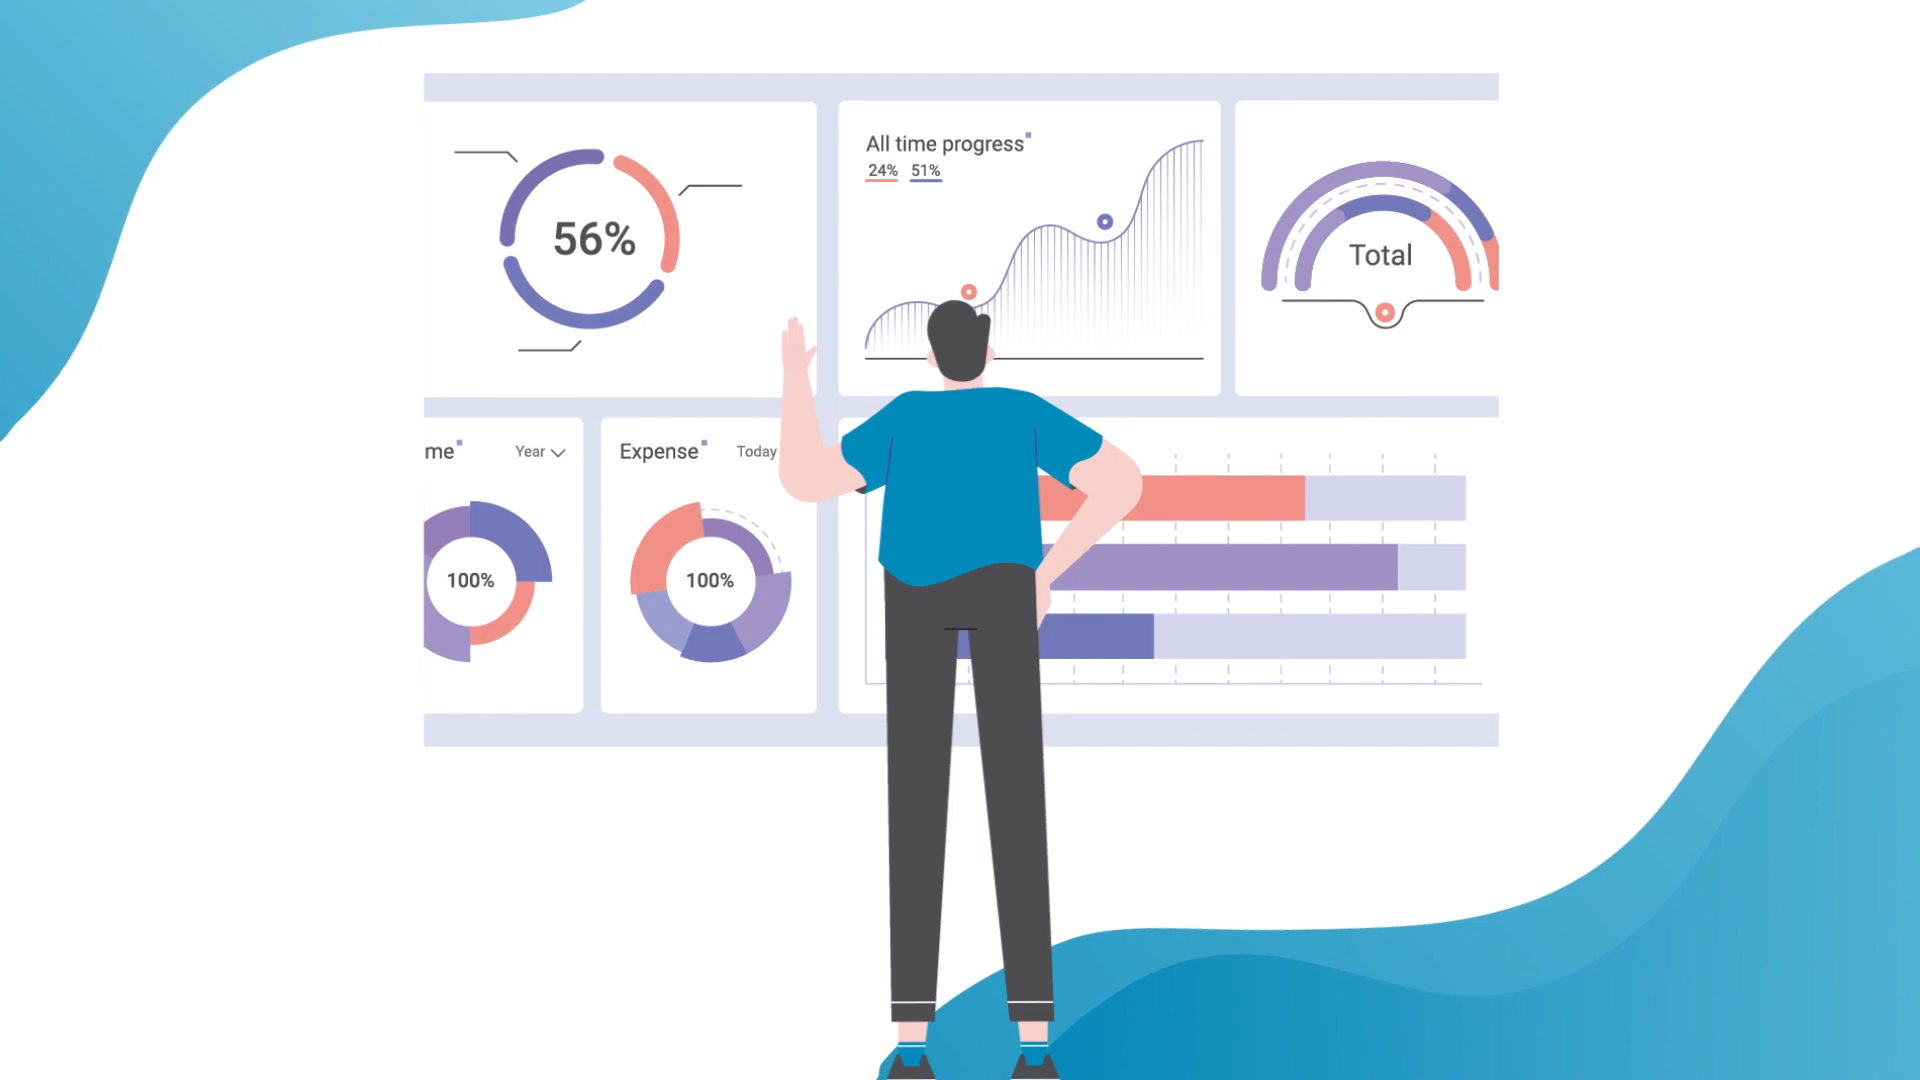 56%
All time progress
24% 51%
Total
me Year
Expense Today
100%
100%